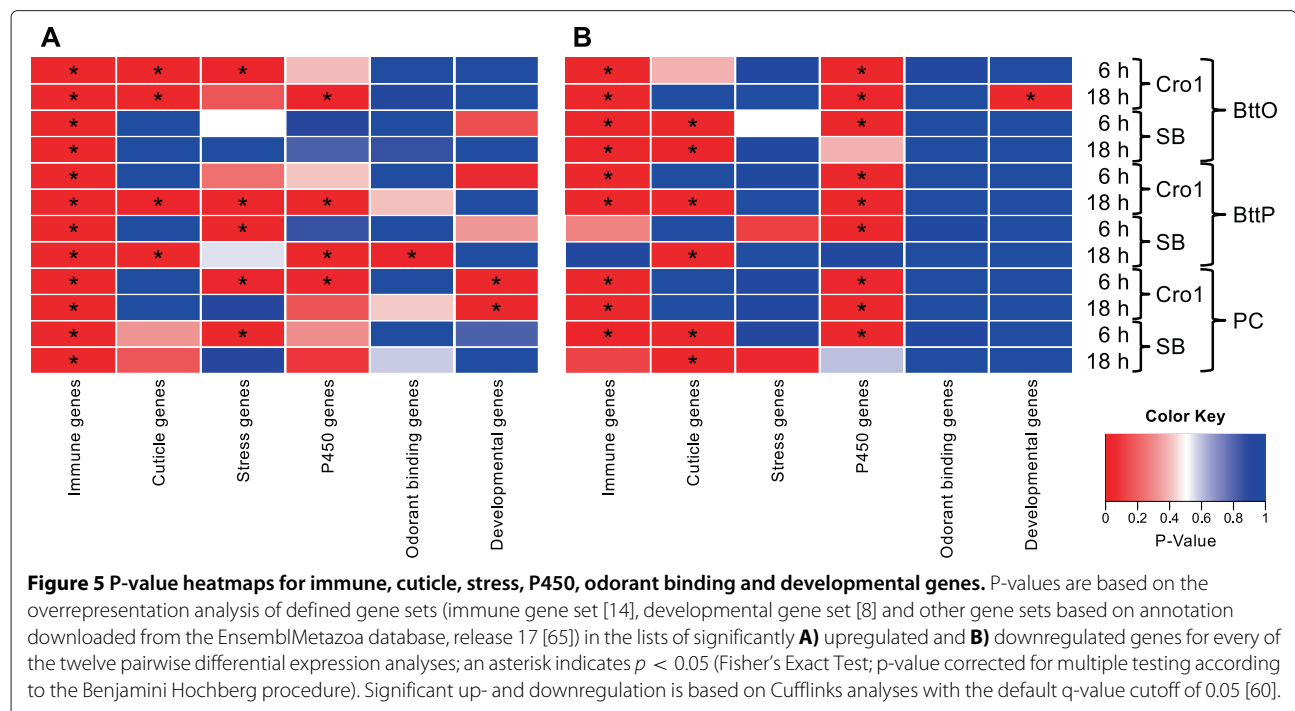 A B
* * * * 6 h Cro1 BttO
* * * * * * 18 h
* * * * 6 h SB
* * * 18 h
* * * 6 h Cro1 BttP
* * * * * * * 18 h
* * * 6 h SB
* * * * * 18 h
* * * * * * 6 h Cro1 PC
* * * * 18 h
* * * * * 6 h SB
* * 18 h
Immune genes
Cuticle genes
Stress genes
P450 genes
Odorant binding genes
Developmental genes
Immune genes
Cuticle genes
Stress genes
P450 genes
Odorant binding genes
Developmental genes
Color Key
0 0.2 0.4 0.6 0.8 1
P-Value
Figure 5 P-value heatmaps for immune, cuticle, stress, P450, odorant binding and developmental genes. P-values are based on the
overrepresentation analysis of defined gene sets (immune gene set [14], developmental gene set [8] and other gene sets based on annotation
downloaded from the EnsemblMetazoa database, release 17 [65]) in the lists of significantly A) upregulated and B) downregulated genes for every of
the twelve pairwise differential expression analyses; an asterisk indicates p < 0.05 (Fisher's Exact Test; p-value corrected for multiple testing according
to the Benjamini Hochberg procedure). Significant up- and downregulation is based on Cufflinks analyses with the default q-value cutoff of 0.05 [60].